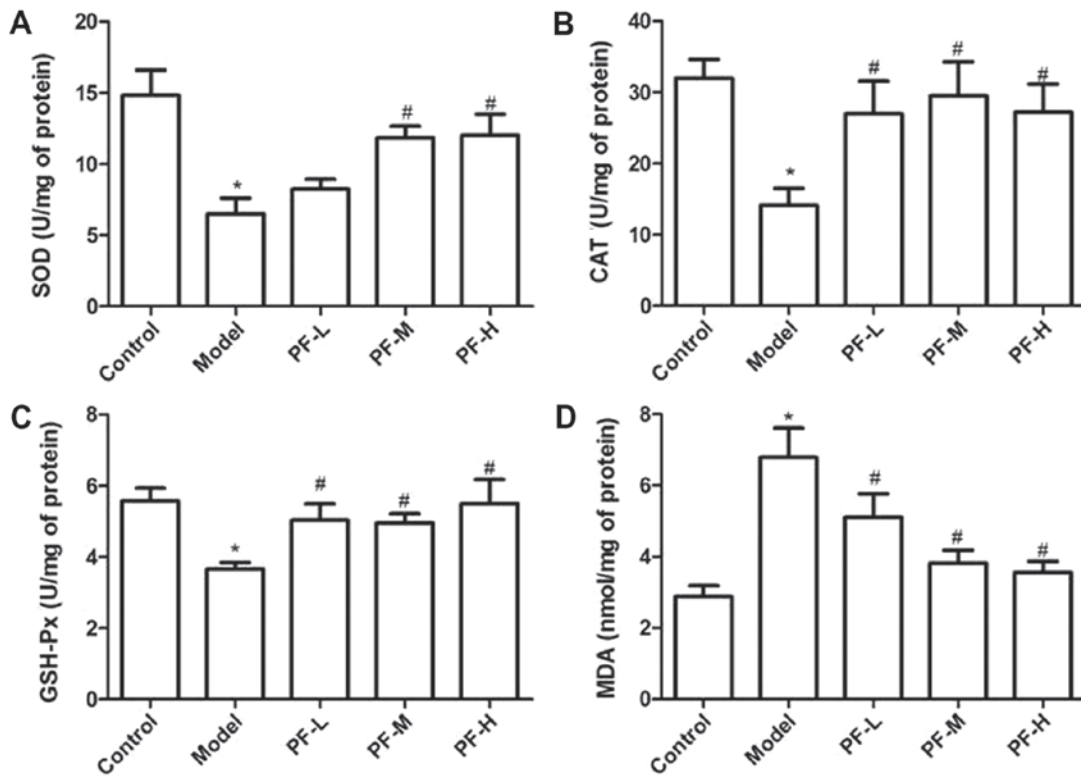 A
SOD (U/mg of protein)
20
15
10
5
0
*
#
#
Control
Model
PF-L
PF-M
PF-H
B
CAT (U/mg of protein)
40
30
20
10
0
*
#
#
#
Control
Model
PF-L
PF-M
PF-H
C
GSH-Px (U/mg of protein)
8
6
4
2
0
*
#
#
#
Control
Model
PF-L
PF-M
PF-H
D
MDA (nmol/mg of protein)
8
6
4
2
0
*
#
#
#
Control
Model
PF-L
PF-M
PF-H